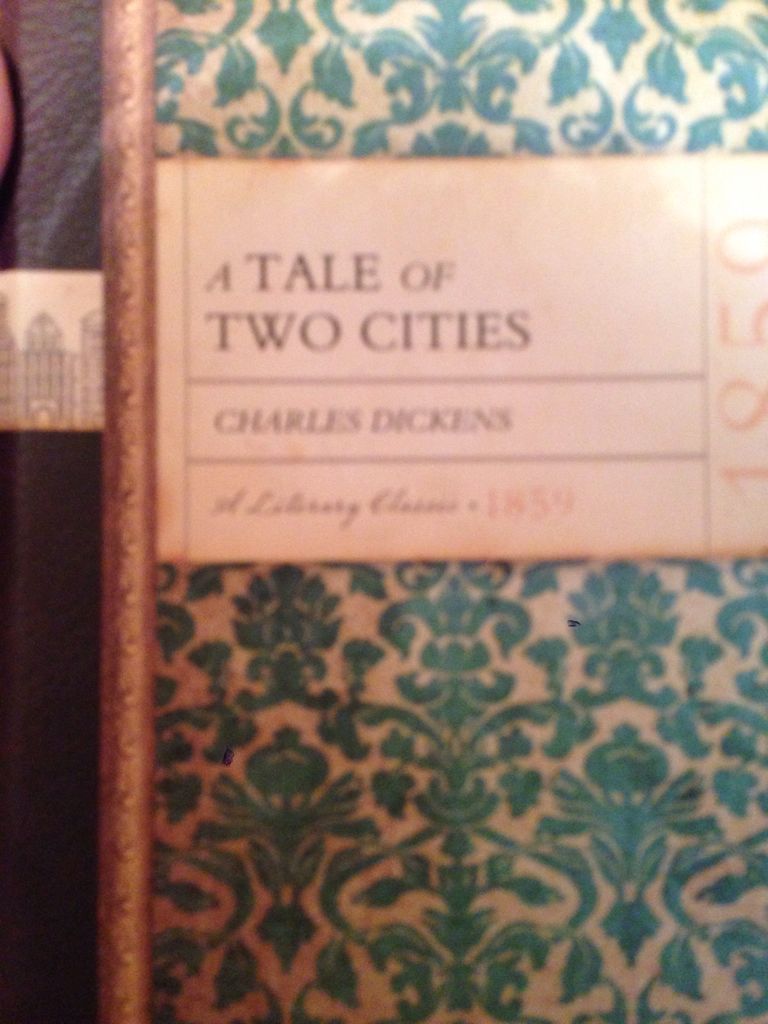 A TALE OF
TWO CITIES
CHARLES DICKENS
A Literary Classic • 1859
1859